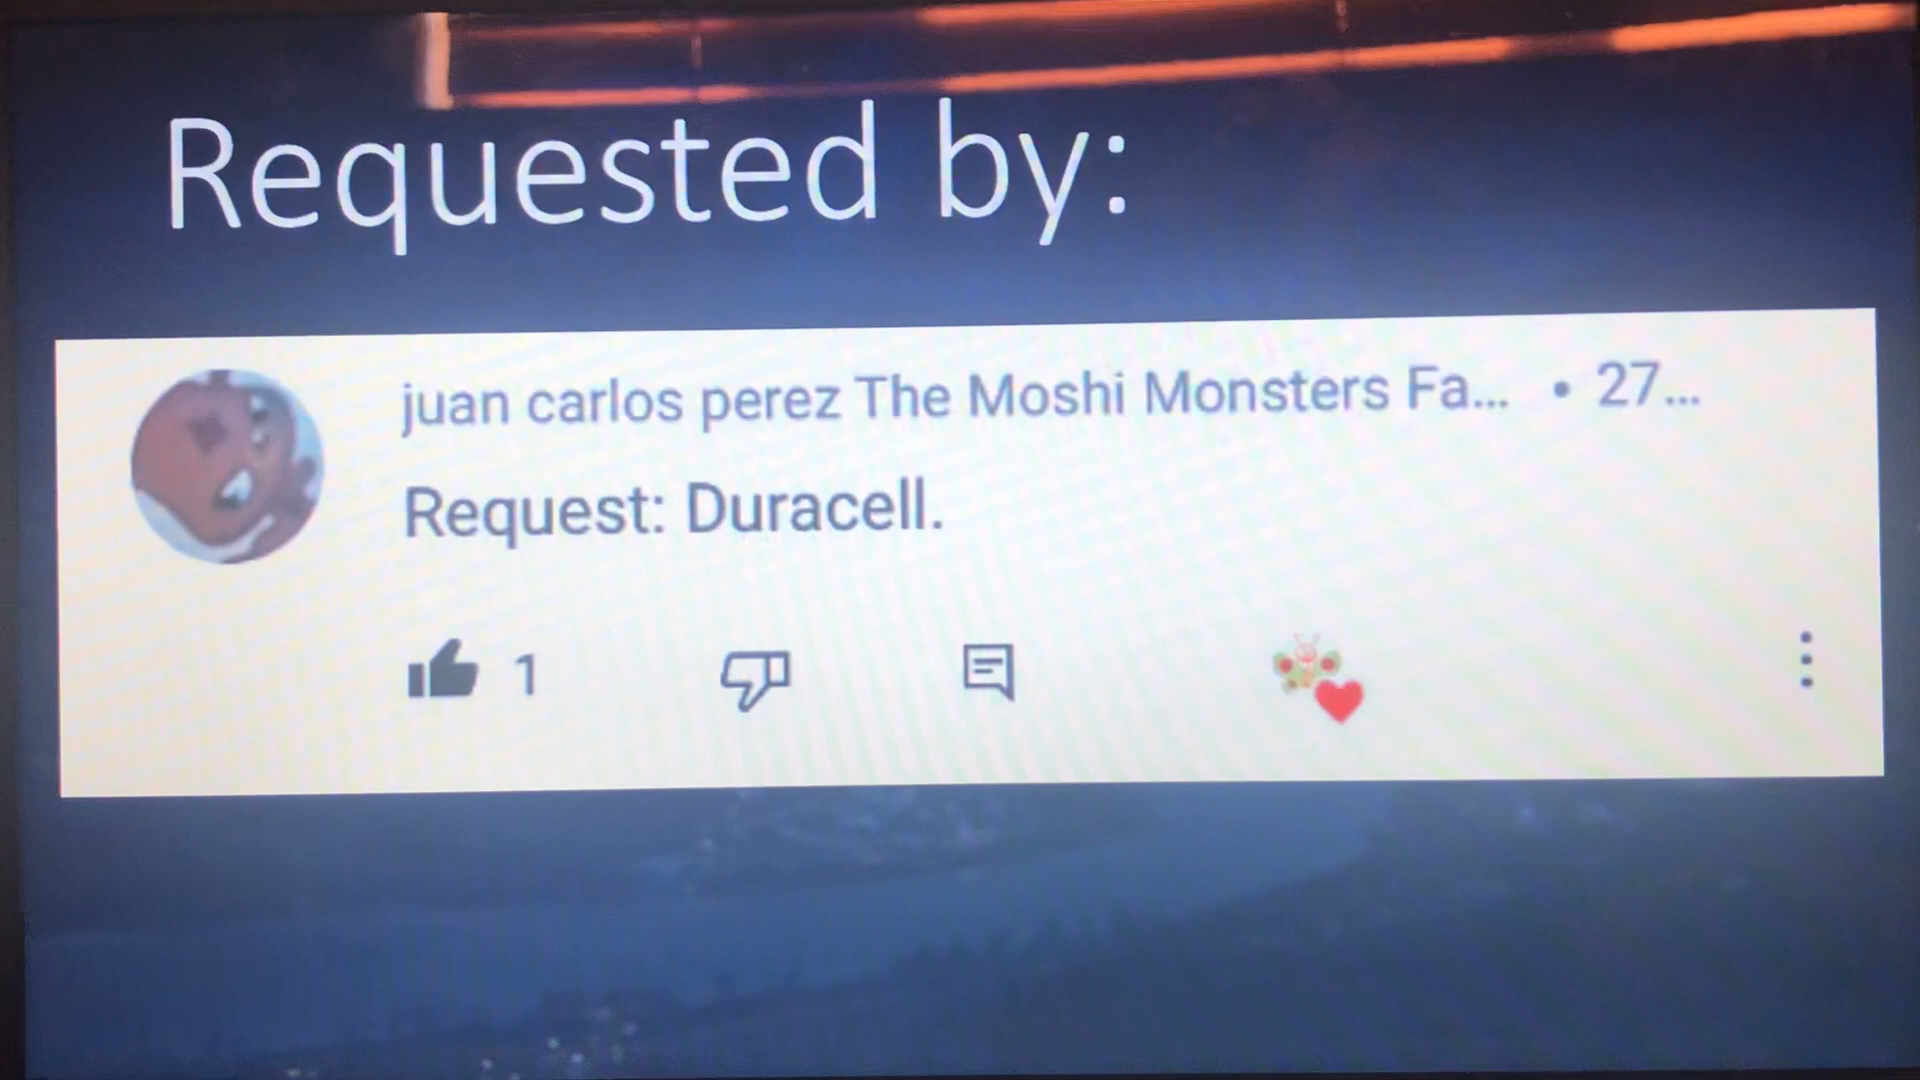 Requested by:
juan carlos perez The Moshi Monsters Fa... • 27...
Request: Duracell.
1